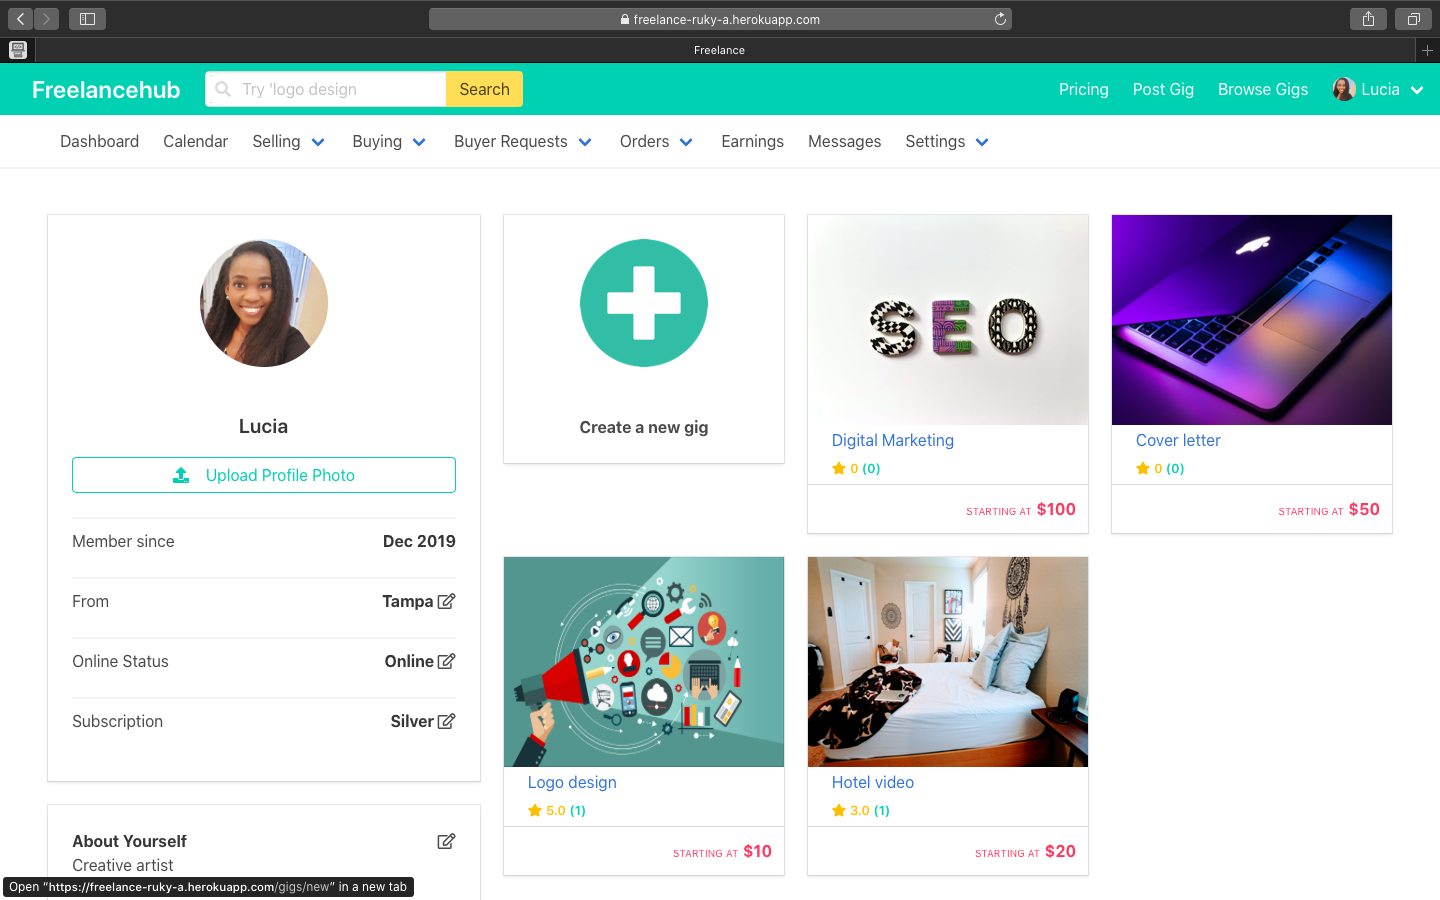 freelance-ruky-a.herokuapp.com
Freelance
Freelancehub
Try 'logo design
Search
Pricing
Post Gig
Browse Gigs
Lucia
Dashboard
Calendar
Selling
Buying
Buyer Requests
Orders
Earnings
Messages
Settings
Lucia
Upload Profile Photo
Member since Dec 2019
From Tampa
Online Status Online
Subscription Silver
About Yourself
Creative artist
Create a new gig
SEO
Digital Marketing
0 (0)
STARTING AT $100
Cover letter
0 (0)
STARTING AT $50
Logo design
5.0 (1)
STARTING AT $10
Hotel video
3.0 (1)
STARTING AT $20
Open “https://freelance-ruky-a.herokuapp.com/gigs/new” in a new tab